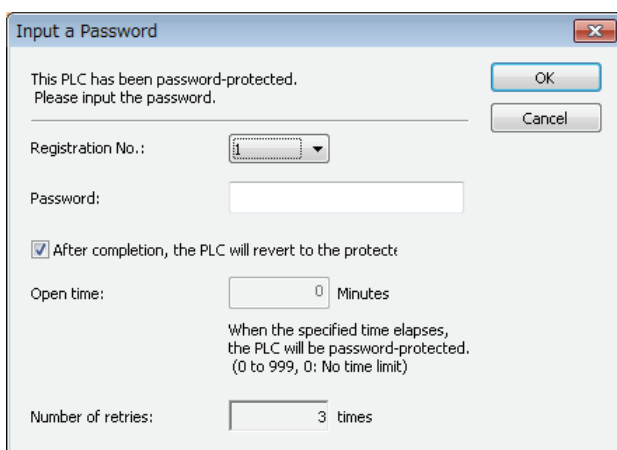 Input a Password
This PLC has been password-protected.
Please input the password.
OK
Cancel
Registration No.:
1
Password:
After completion, the PLC will revert to the protecte
Open time:
0 Minutes
When the specified time elapses,
the PLC will be password-protected.
(0 to 999, 0: No time limit)
Number of retries:
3 times